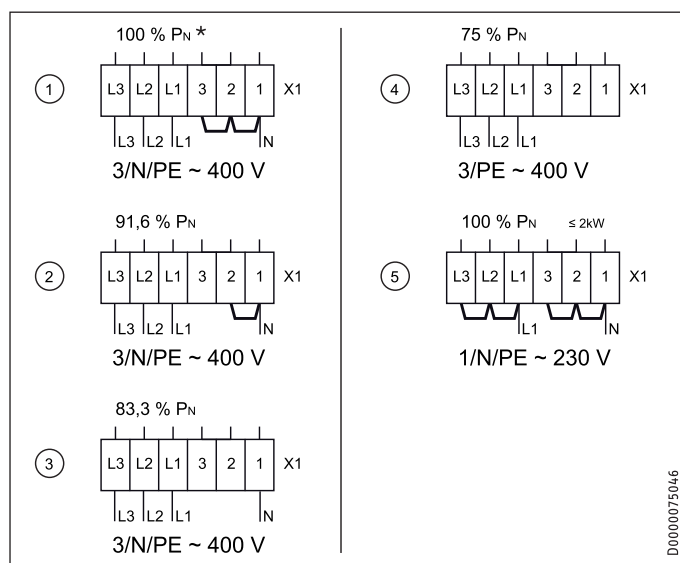 100 % PN *
1
L3 L2 L1 3 2 1 X1
L3 L2 L1 N
3/N/PE ~ 400 V
91,6 % PN
2
L3 L2 L1 3 2 1 X1
L3 L2 L1 N
3/N/PE ~ 400 V
83,3 % PN
3
L3 L2 L1 3 2 1 X1
L3 L2 L1 N
3/N/PE ~ 400 V
75 % PN
4
L3 L2 L1 3 2 1 X1
L3 L2 L1
3/PE ~ 400 V
100 % PN ≤ 2kW
5
L3 L2 L1 3 2 1 X1
L1 N
1/N/PE ~ 230 V
D0000075046